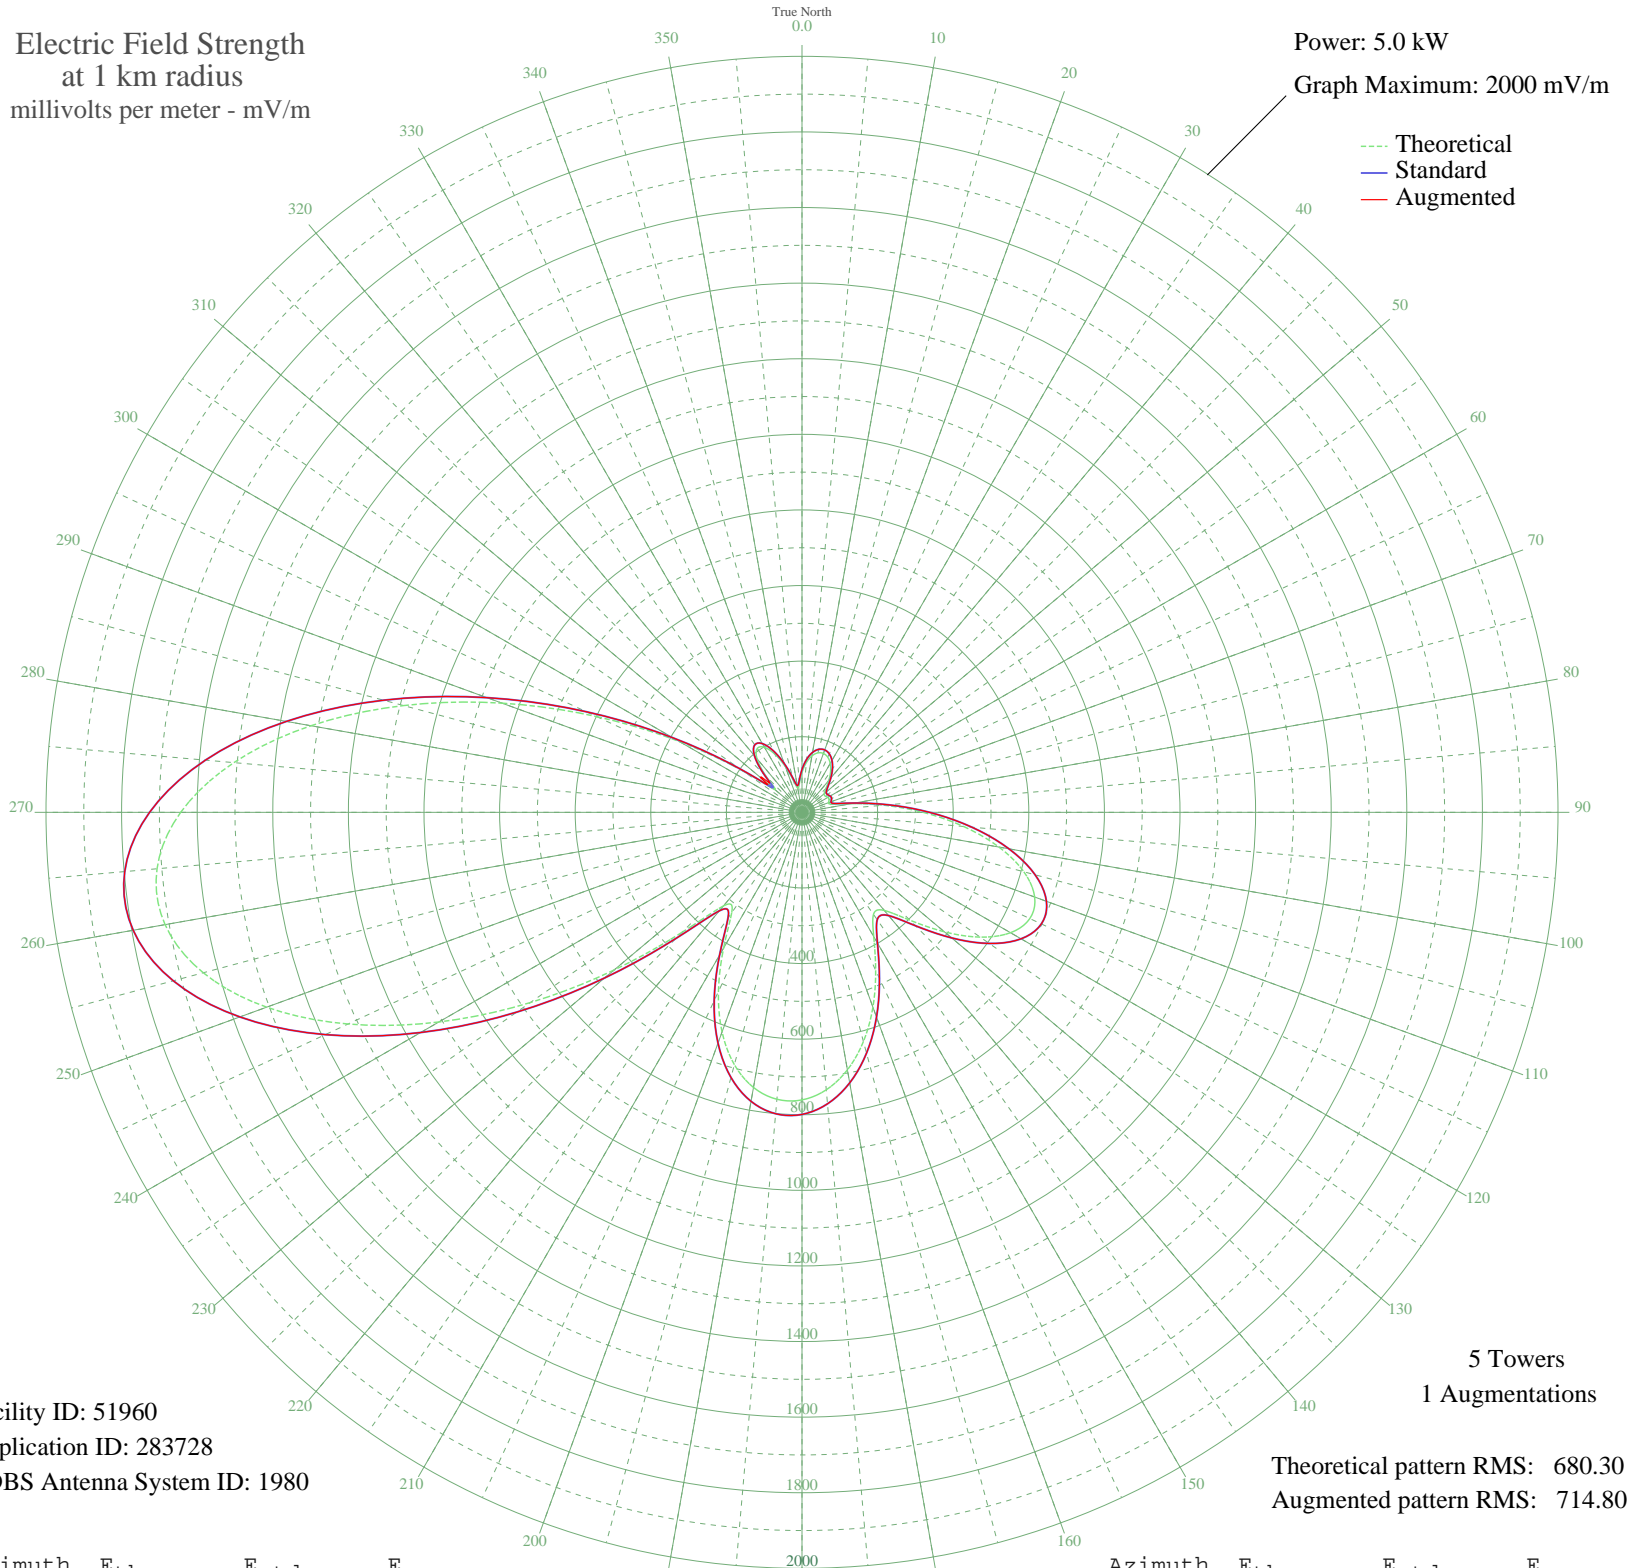 True North
0.0
Electric Field Strength
at 1 km radius
millivolts per meter - mV/m
Power: 5.0 kW
Graph Maximum: 2000 mV/m
Theoretical
Standard
Augmented
10
20
30
40
50
60
70
80
90
100
110
120
130
140
150
160
200
210
220
230
240
250
260
270
280
290
300
310
320
330
340
350
400
600
800
1000
1200
1400
1600
1800
2000
5 Towers
1 Augmentations
cility ID: 51960
plication ID: 283728
DBS Antenna System ID: 1980
Theoretical pattern RMS: 680.30
Augmented pattern RMS: 714.80